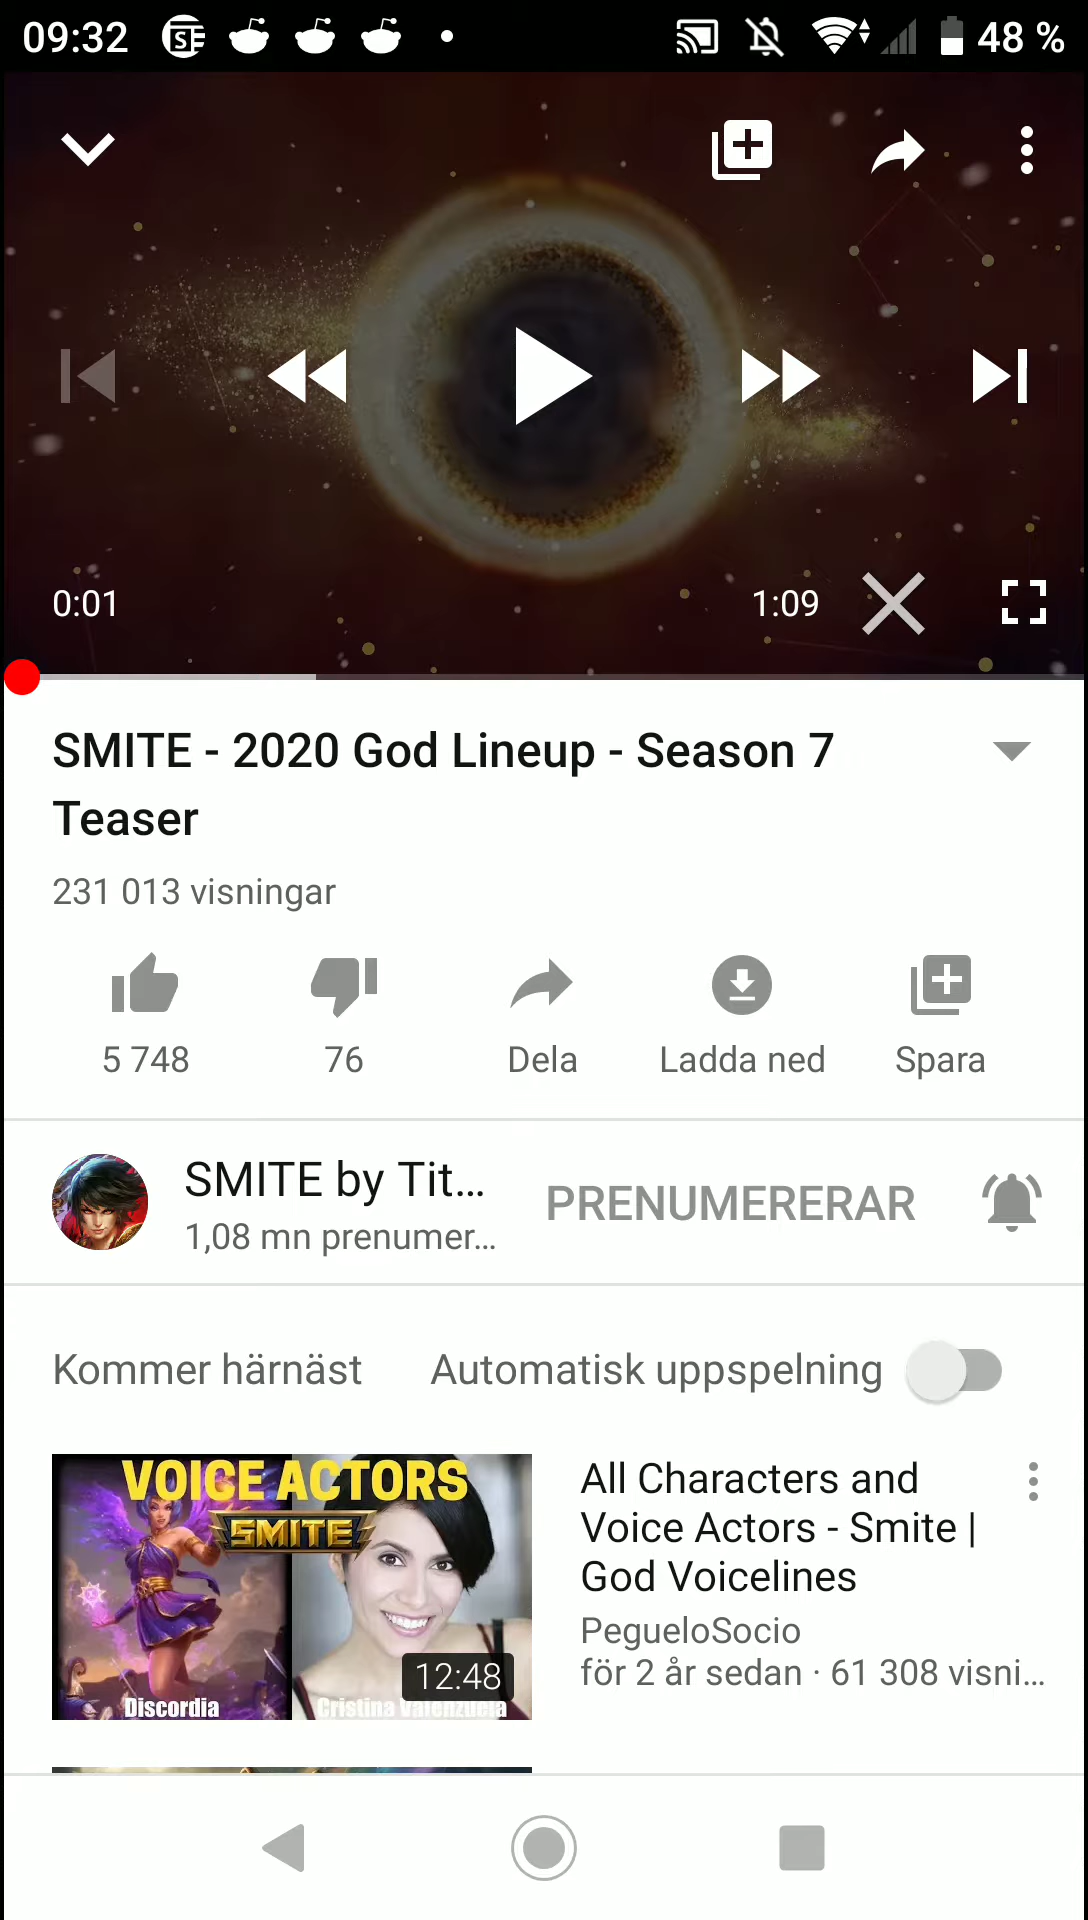 09:32
48 %
0:01
1:09
SMITE - 2020 God Lineup - Season 7
Teaser
231 013 visningar
5 748
76
Dela
Ladda ned
Spara
SMITE by Tit...
1,08 mn prenumer...
PRENUMERERAR
Kommer härnäst
Automatisk uppspelning
VOICE ACTORS
SMITE
12:48
Discordia
Cristina Valenzuela
All Characters and
Voice Actors - Smite |
God Voicelines
PegueloSocio
för 2 år sedan · 61 308 visni...